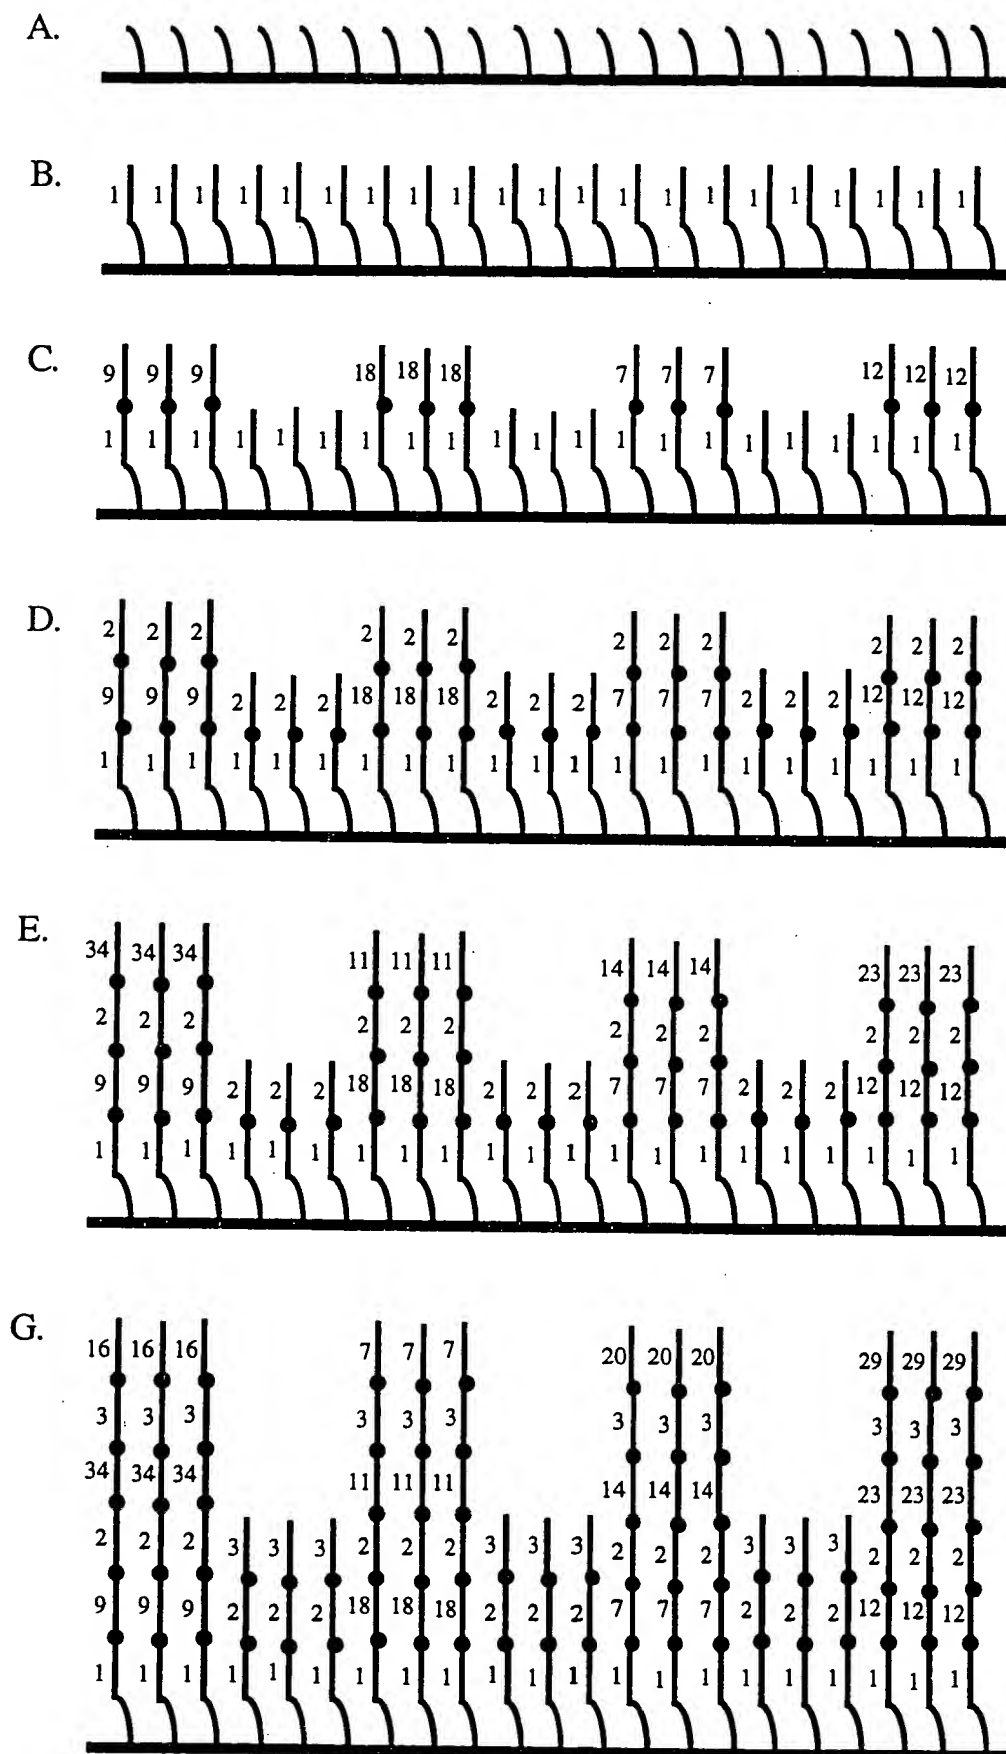 A.
B. 1 1 1 1 1 1 1 1 1 1 1 1 1 1 1 1 1 1 1 1 1
C. 9 9 9 18 18 18 7 7 7 12 12 12
1 1 1 1 1 1 1 1 1 1 1 1 1 1 1 1 1 1 1 1 1
D. 2 2 2 2 2 2 2 2 2 2 2 2
9 9 9 2 2 2 18 18 18 2 2 2 7 7 7 2 2 2 12 12 12
1 1 1 1 1 1 1 1 1 1 1 1 1 1 1 1 1 1 1 1 1
E. 34 34 34 11 11 11 14 14 14 23 23 23
2 2 2 2 2 2 2 2 2 2 2 2
9 9 9 2 2 2 18 18 18 2 2 2 7 7 7 2 2 2 12 12 12
1 1 1 1 1 1 1 1 1 1 1 1 1 1 1 1 1 1 1 1 1
G. 16 16 16 7 7 7 20 20 20 29 29 29
3 3 3 3 3 3 3 3 3 3 3 3
34 34 34 11 11 11 14 14 14 23 23 23
2 2 2 3 3 3 2 2 2 3 3 3 2 2 2 3 3 3 2 2 2
9 9 9 2 2 2 18 18 18 2 2 2 7 7 7 2 2 2 12 12 12
1 1 1 1 1 1 1 1 1 1 1 1 1 1 1 1 1 1 1 1 1